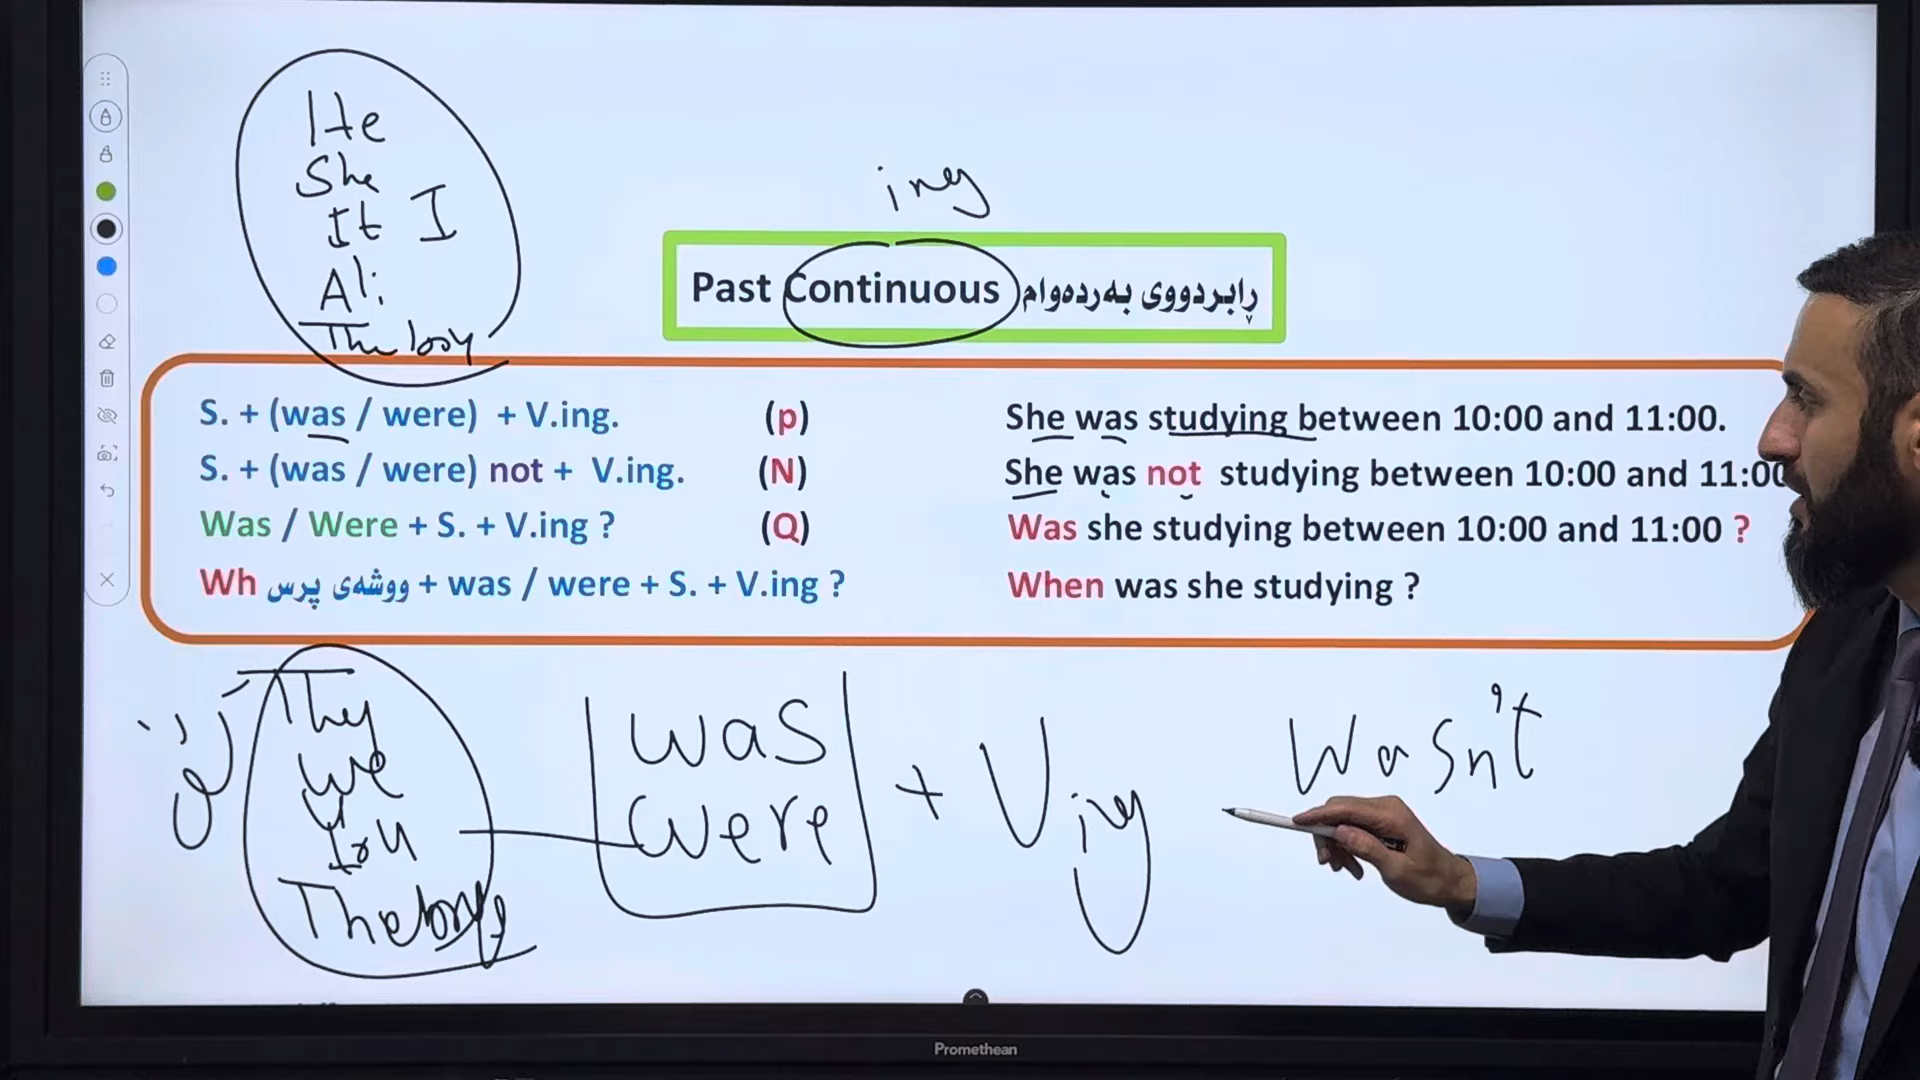 He
She
It I
Ali
The boy
ing
Past Continuous ڕابردووی بەردەوام
S. + (was / were) + V.ing. (p) She was studying between 10:00 and 11:00.
S. + (was / were) not + V.ing. (N) She was not studying between 10:00 and 11:00
Was / Were + S. + V.ing ? (Q) Was she studying between 10:00 and 11:00 ?
Wh ووشەی پرس + was / were + S. + V.ing ? When was she studying ?
They
We
You
The boys
was
were
+ Ving
Wasn't
Promethean